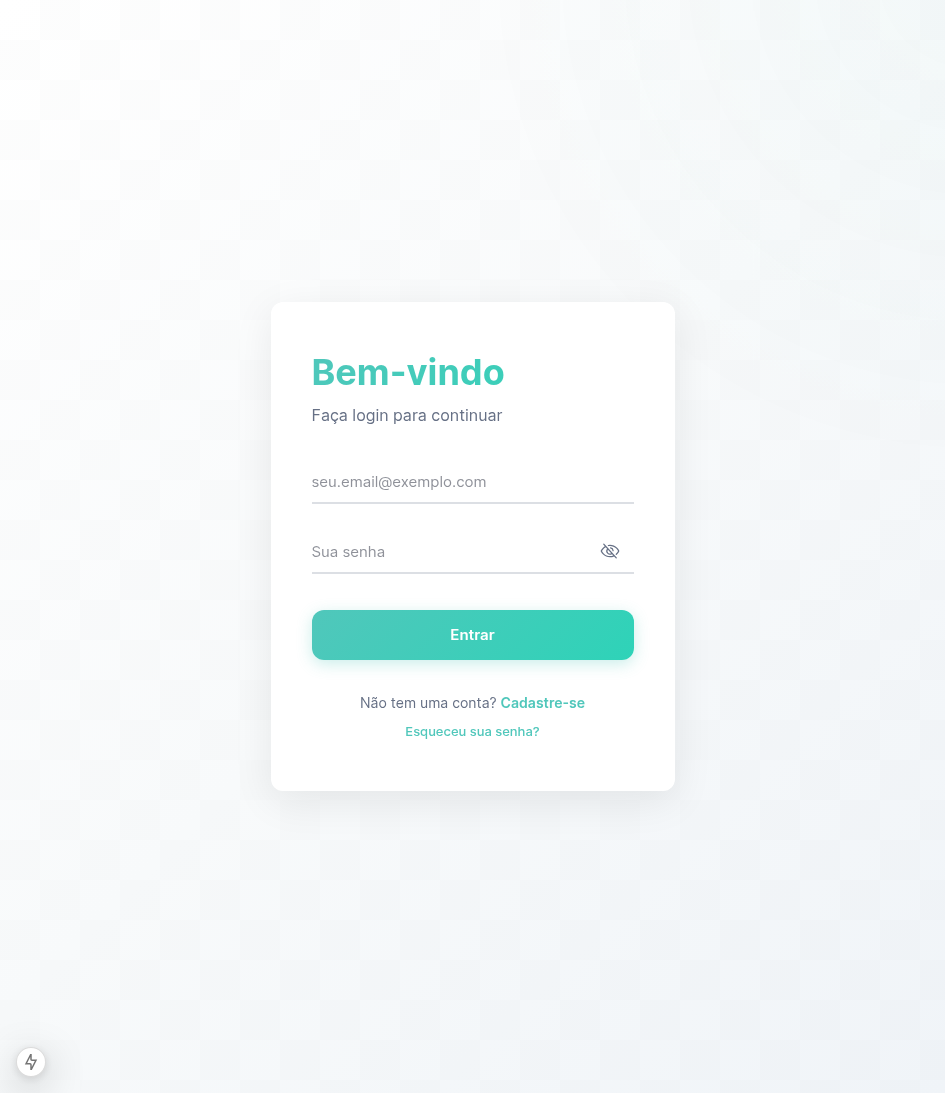 Bem-vindo
Faça login para continuar
seu.email@exemplo.com
Sua senha
Entrar
Não tem uma conta? Cadastre-se
Esqueceu sua senha?